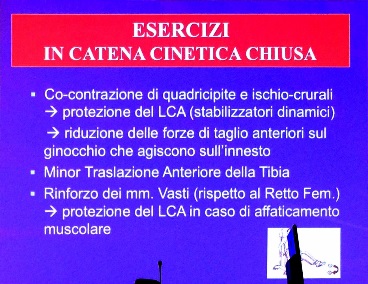 ESERCIZI
IN CATENA CINETICA CHIUSA
• Co-contrazione di quadricipite e ischio-crurali
→ protezione del LCA (stabilizzatori dinamici)
→ riduzione delle forze di taglio anteriori sul
ginocchio che agiscono sull'innesto
• Minor Traslazione Anteriore della Tibia
• Rinforzo dei mm. Vasti (rispetto al Retto Fem.)
→ protezione del LCA in caso di affaticamento
muscolare